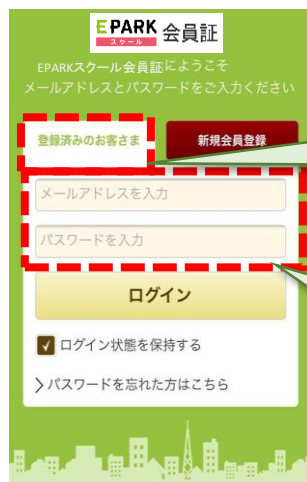 EPARK 会員証
スクール
EPARKスクール会員証にようこそ
メールアドレスとパスワードをご入力ください
登録済みのお客さま
新規会員登録
メールアドレスを入力
パスワードを入力
ログイン
ログイン状態を保持する
パスワードを忘れた方はこちら